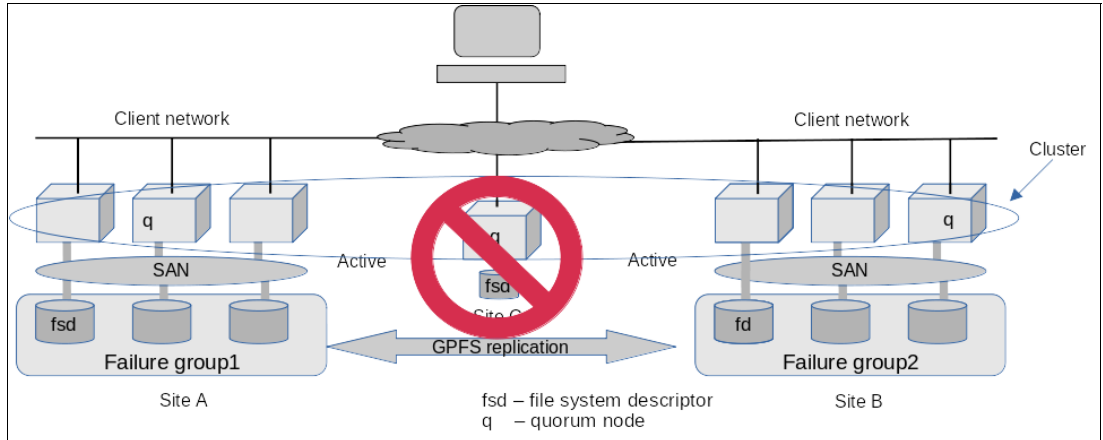 Client network
Client network
Cluster
q
q
q
Active
Active
SAN
SAN
fsd
fsd
fd
Site C
GPFS replication
Failure group1
Failure group2
Site A
Site B
fsd – file system descriptor
q – quorum node